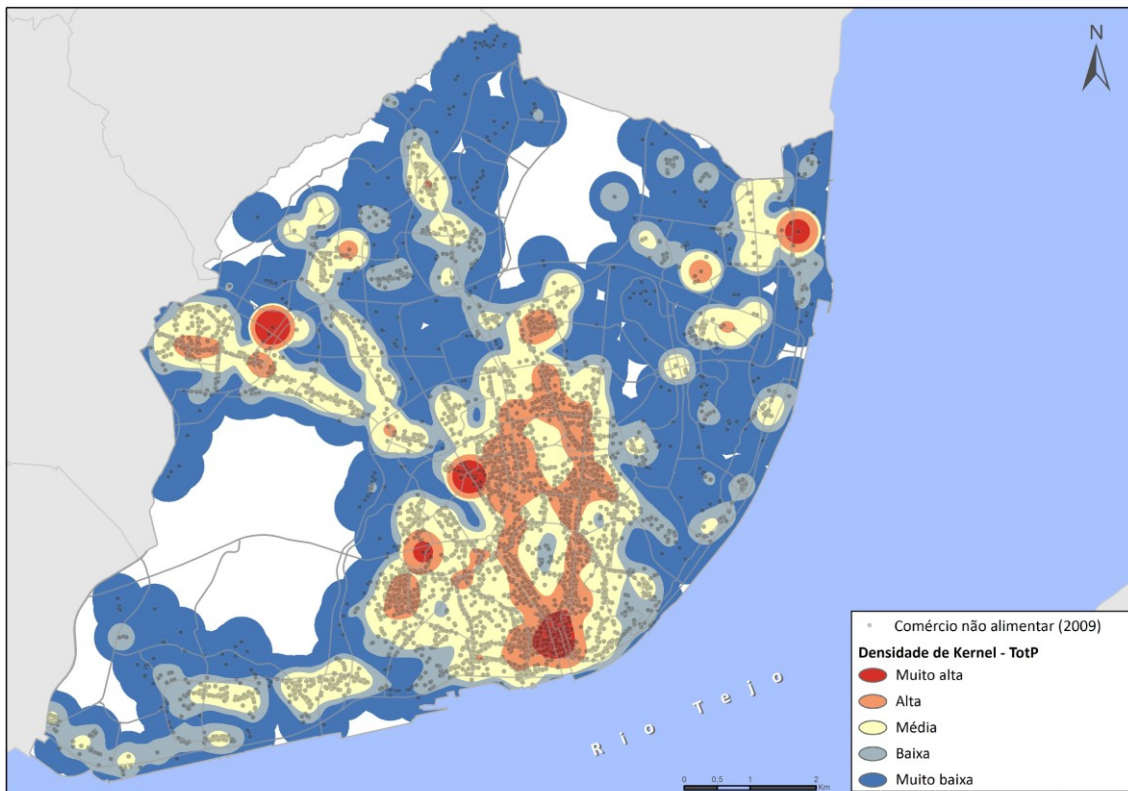 N
Rio Tejo
Comércio não alimentar (2009)
Densidade de Kernel - TotP
Muito alta
Alta
Média
Baixa
Muito baixa
0 0,5 1 2
Km